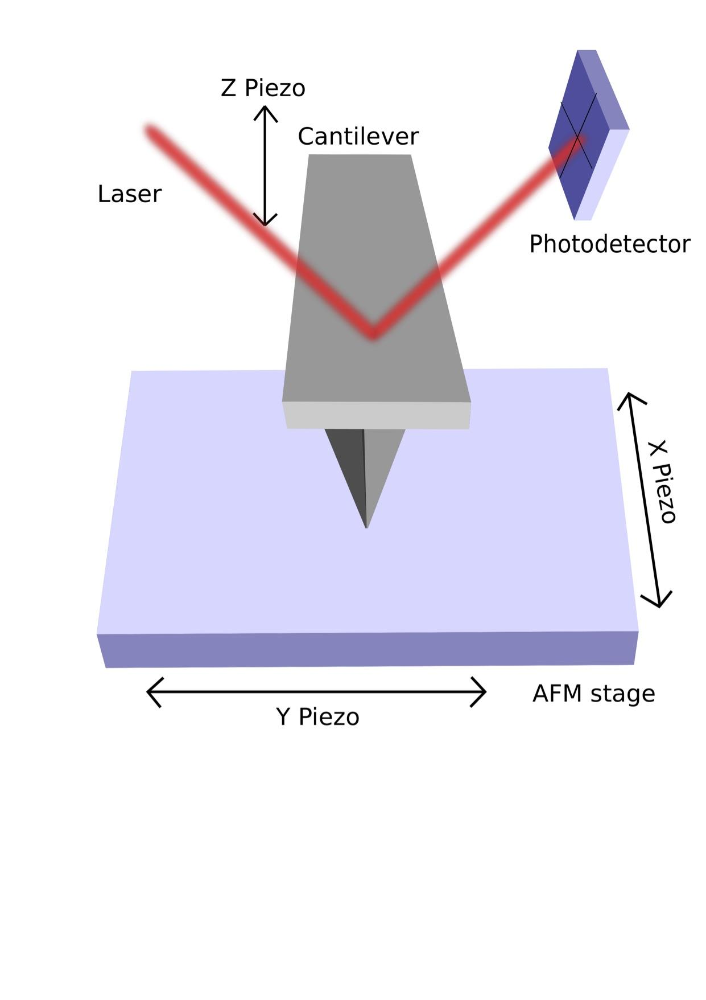 Z Piezo
Cantilever
Laser
Photodetector
X Piezo
AFM stage
Y Piezo